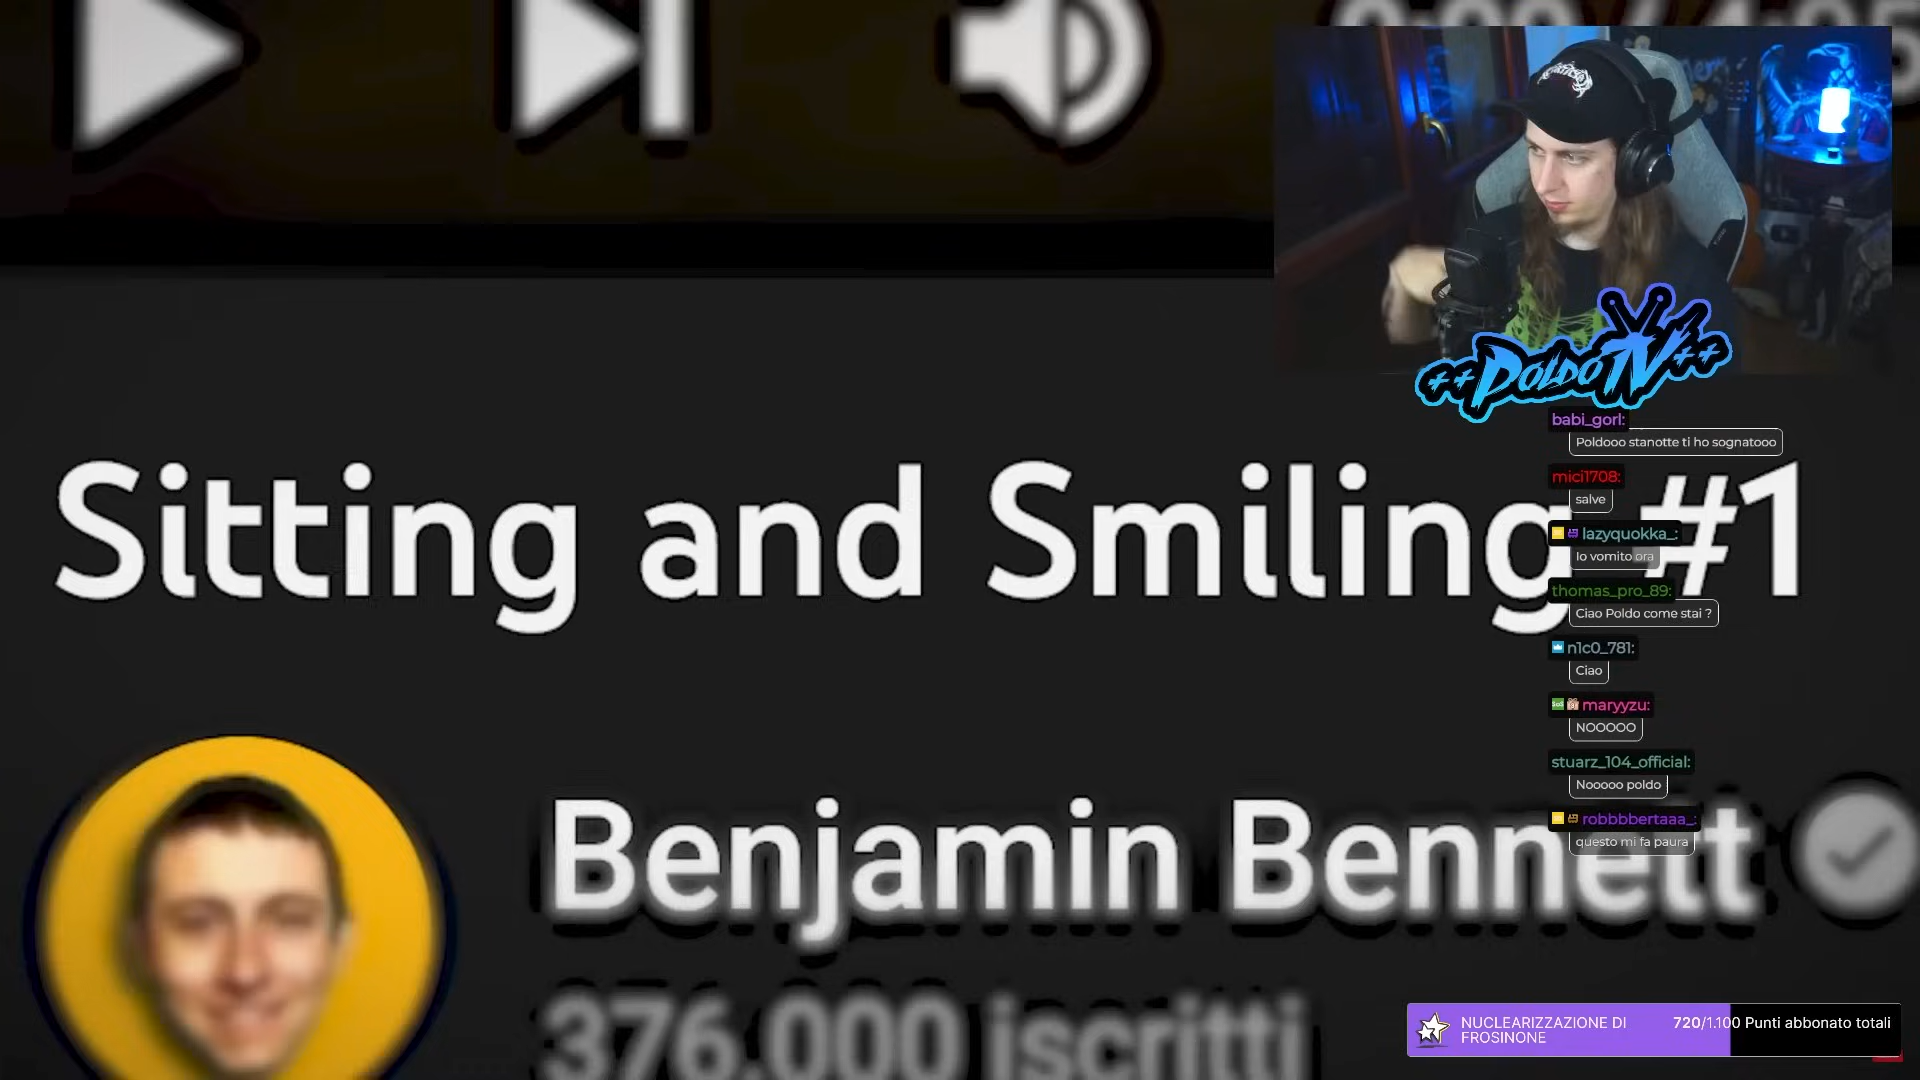 Sitting and Smiling #1
Benjamin Bennett
376.000 iscritti
++POLDOTV++
babi_gorl:
Poldooo stanotte ti ho sognatooo
mici1708:
salve
lazyquokka_:
Io vomito ora
thomas_pro_89:
Ciao Poldo come stai ?
n1c0_781:
Ciao
maryyzu:
NOOOOO
stuarz_104_official:
Nooooo poldo
robbbbertaaa_:
questo mi fa paura
NUCLEARIZZAZIONE DI
FROSINONE
720/1.100 Punti abbonato totali